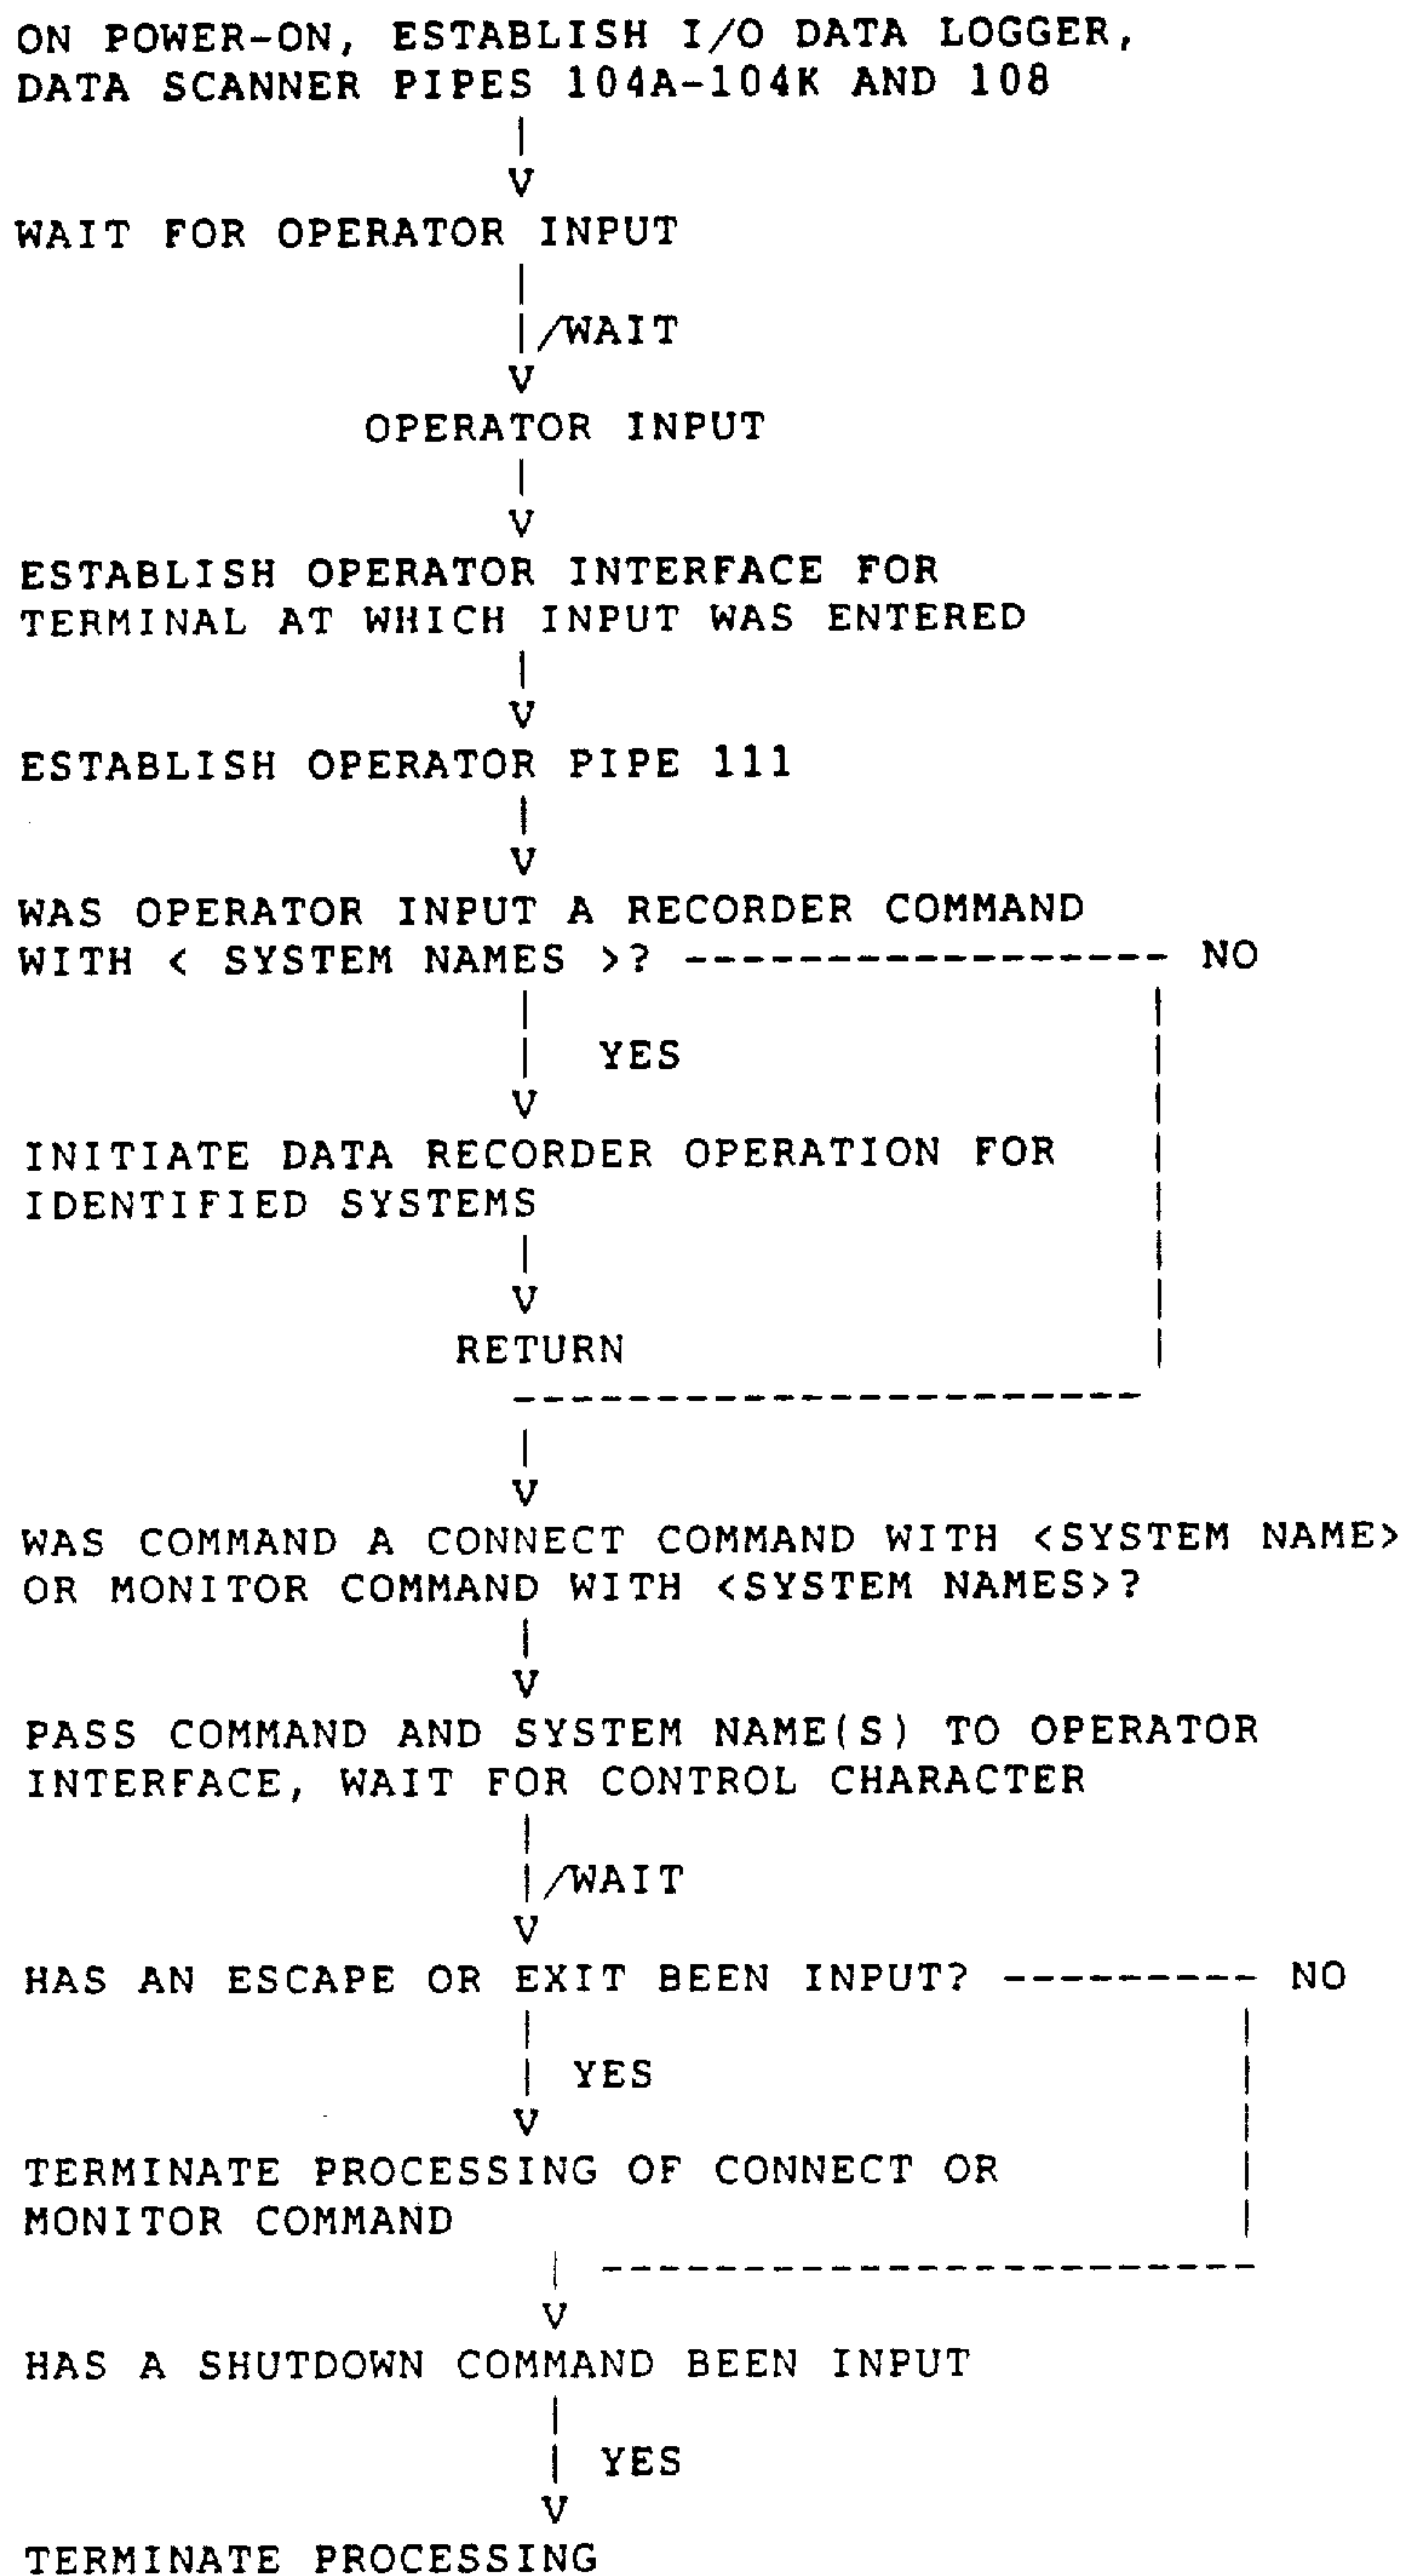 ON POWER-ON, ESTABLISH I/O DATA LOGGER,
DATA SCANNER PIPES 104A-104K AND 108
|
V
WAIT FOR OPERATOR INPUT
|
|/WAIT
V
OPERATOR INPUT
|
V
ESTABLISH OPERATOR INTERFACE FOR
TERMINAL AT WHICH INPUT WAS ENTERED
|
V
ESTABLISH OPERATOR PIPE 111
|
V
WAS OPERATOR INPUT A RECORDER COMMAND
WITH < SYSTEM NAMES >? ----------------- NO
|
| YES
V
INITIATE DATA RECORDER OPERATION FOR
IDENTIFIED SYSTEMS
|
V
RETURN
----------------------
|
V
WAS COMMAND A CONNECT COMMAND WITH <SYSTEM NAME>
OR MONITOR COMMAND WITH <SYSTEM NAMES>?
|
V
PASS COMMAND AND SYSTEM NAME(S) TO OPERATOR
INTERFACE, WAIT FOR CONTROL CHARACTER
|
|/WAIT
V
HAS AN ESCAPE OR EXIT BEEN INPUT? --------- NO
|
| YES
V
TERMINATE PROCESSING OF CONNECT OR
MONITOR COMMAND
| -----------------------
V
HAS A SHUTDOWN COMMAND BEEN INPUT
|
| YES
V
TERMINATE PROCESSING